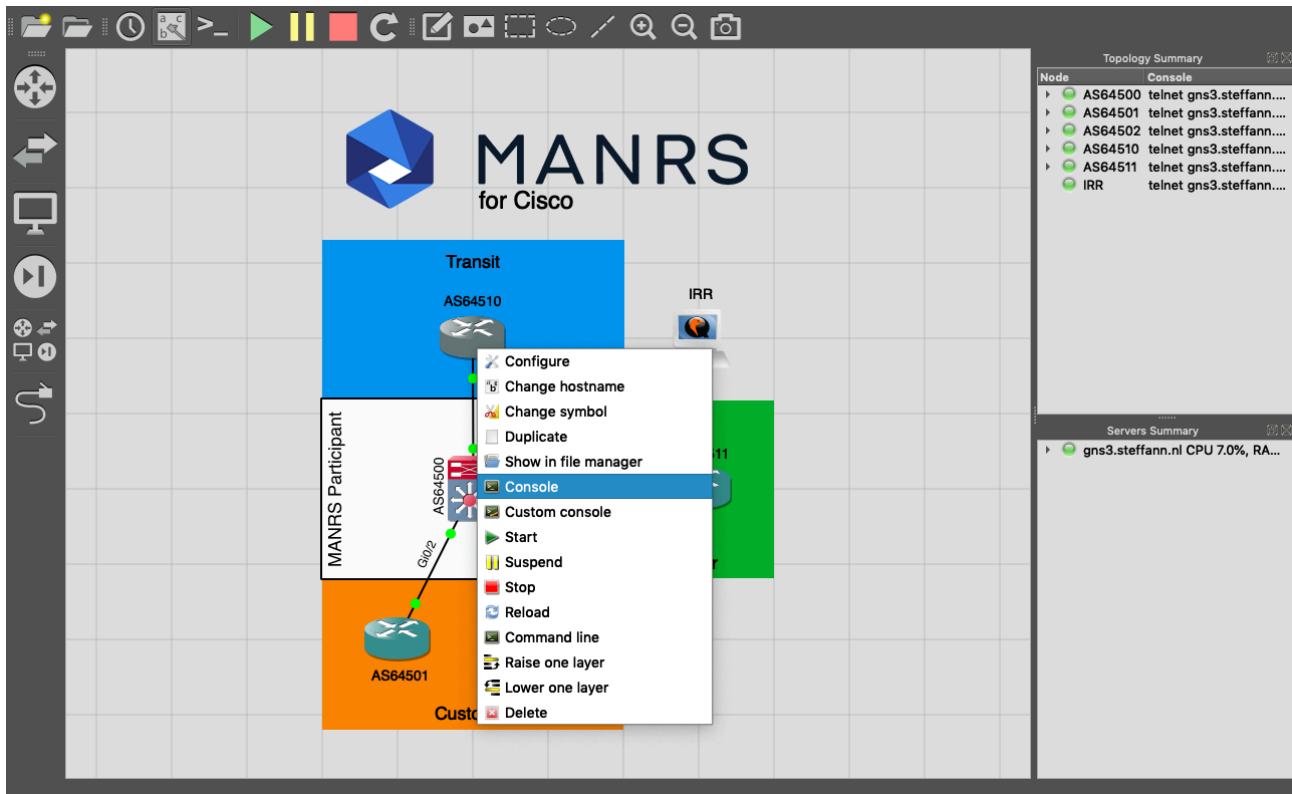 a c
b
>_
Topology Summary
Node Console
AS64500 telnet gns3.steffann....
AS64501 telnet gns3.steffann....
AS64502 telnet gns3.steffann....
AS64510 telnet gns3.steffann....
AS64511 telnet gns3.steffann....
IRR telnet gns3.steffann....
MANRS
for Cisco
Transit
AS64510
IRR
Configure
Change hostname
Change symbol
Duplicate
Show in file manager
Console
Custom console
Start
Suspend
Stop
Reload
Command line
Raise one layer
Lower one layer
Delete
MANRS Participant
AS64500
Gi0/2
11
r
AS64501
Custo
Servers Summary
gns3.steffann.nl CPU 7.0%, RA...